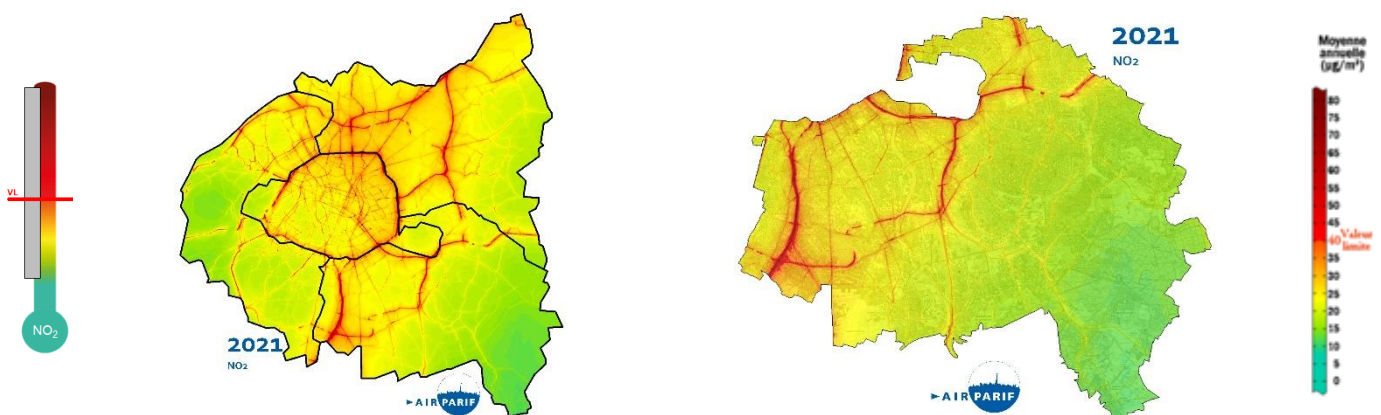 VL
NO₂
2021
NO₂
AIRPARIF
2021
NO₂
AIRPARIF
Moyenne
annuelle
(µg/m³)
80
75
70
65
60
55
50
45
40 Valeur
limite
35
30
25
20
15
10
5
0